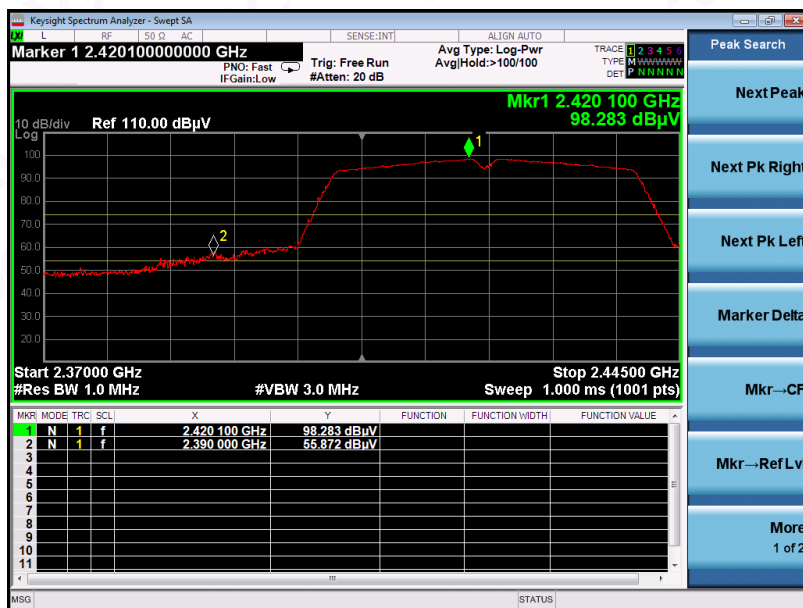 Keysight Spectrum Analyzer - Swept SA
LXI L RF 50 Ω AC SENSE:INT ALIGN AUTO
Marker 1 2.420100000000 GHz
PNO: Fast
IFGain:Low
Trig: Free Run
#Atten: 20 dB
Avg Type: Log-Pwr
Avg|Hold:>100/100
TRACE 1 2 3 4 5 6
TYPE M W W W W W
DET P N N N N N
Mkr1 2.420 100 GHz
98.283 dBµV
10 dB/div Ref 110.00 dBµV
Log
1
100
90.0
80.0
70.0
2
60.0
50.0
40.0
30.0
20.0
Start 2.37000 GHz Stop 2.44500 GHz
#Res BW 1.0 MHz #VBW 3.0 MHz Sweep 1.000 ms (1001 pts)
MKR MODE TRC SCL X Y FUNCTION FUNCTION WIDTH FUNCTION VALUE
1 N 1 f 2.420 100 GHz 98.283 dBµV
2 N 1 f 2.390 000 GHz 55.872 dBµV
3
4
5
6
7
8
9
10
11
MSG STATUS
Peak Search
Next Peak
Next Pk Right
Next Pk Left
Marker Delta
Mkr→CF
Mkr→Ref Lv
More
1 of 2